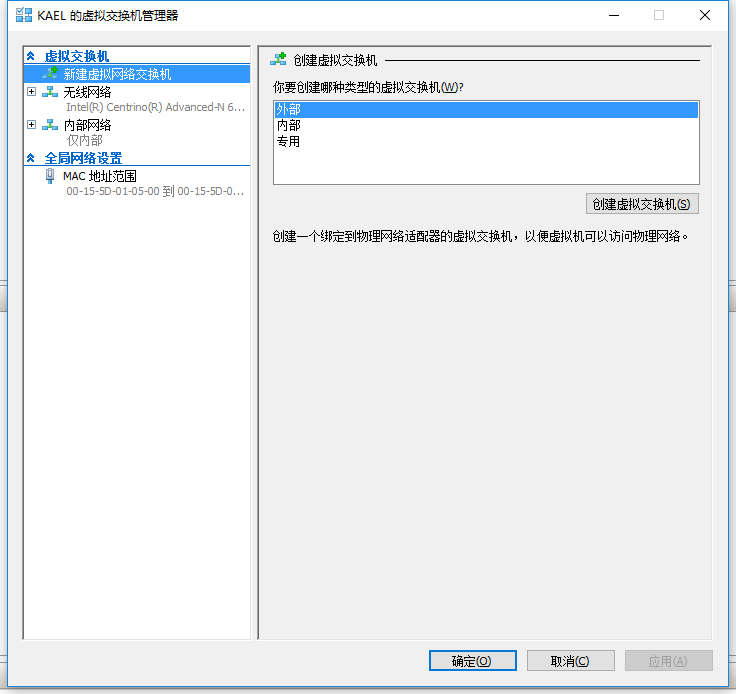 KAEL 的虚拟交换机管理器
虚拟交换机
新建虚拟网络交换机
无线网络
Intel(R) Centrino(R) Advanced-N 6...
内部网络
仅内部
全局网络设置
MAC 地址范围
00-15-5D-01-05-00 到 00-15-5D-0...
创建虚拟交换机
你要创建哪种类型的虚拟交换机(W)?
外部
内部
专用
创建虚拟交换机(S)
创建一个绑定到物理网络适配器的虚拟交换机，以便虚拟机可以访问物理网络。
确定(O)
取消(C)
应用(A)